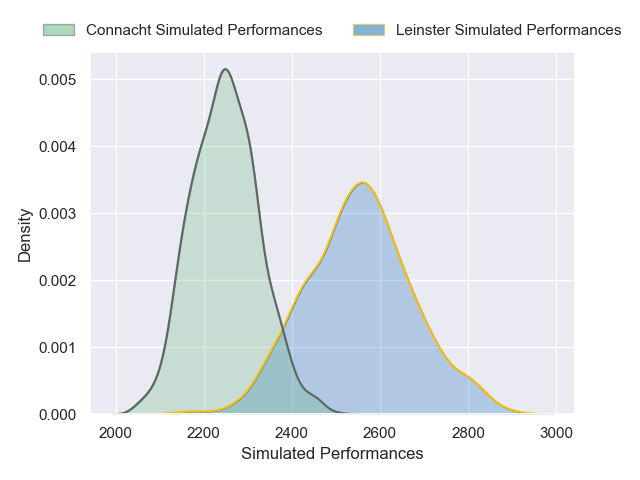 Connacht Simulated Performances Leinster Simulated Performances
0.005
0.004
0.003
0.002
0.001
0.000
Density
2000 2200 2400 2600 2800 3000
Simulated Performances